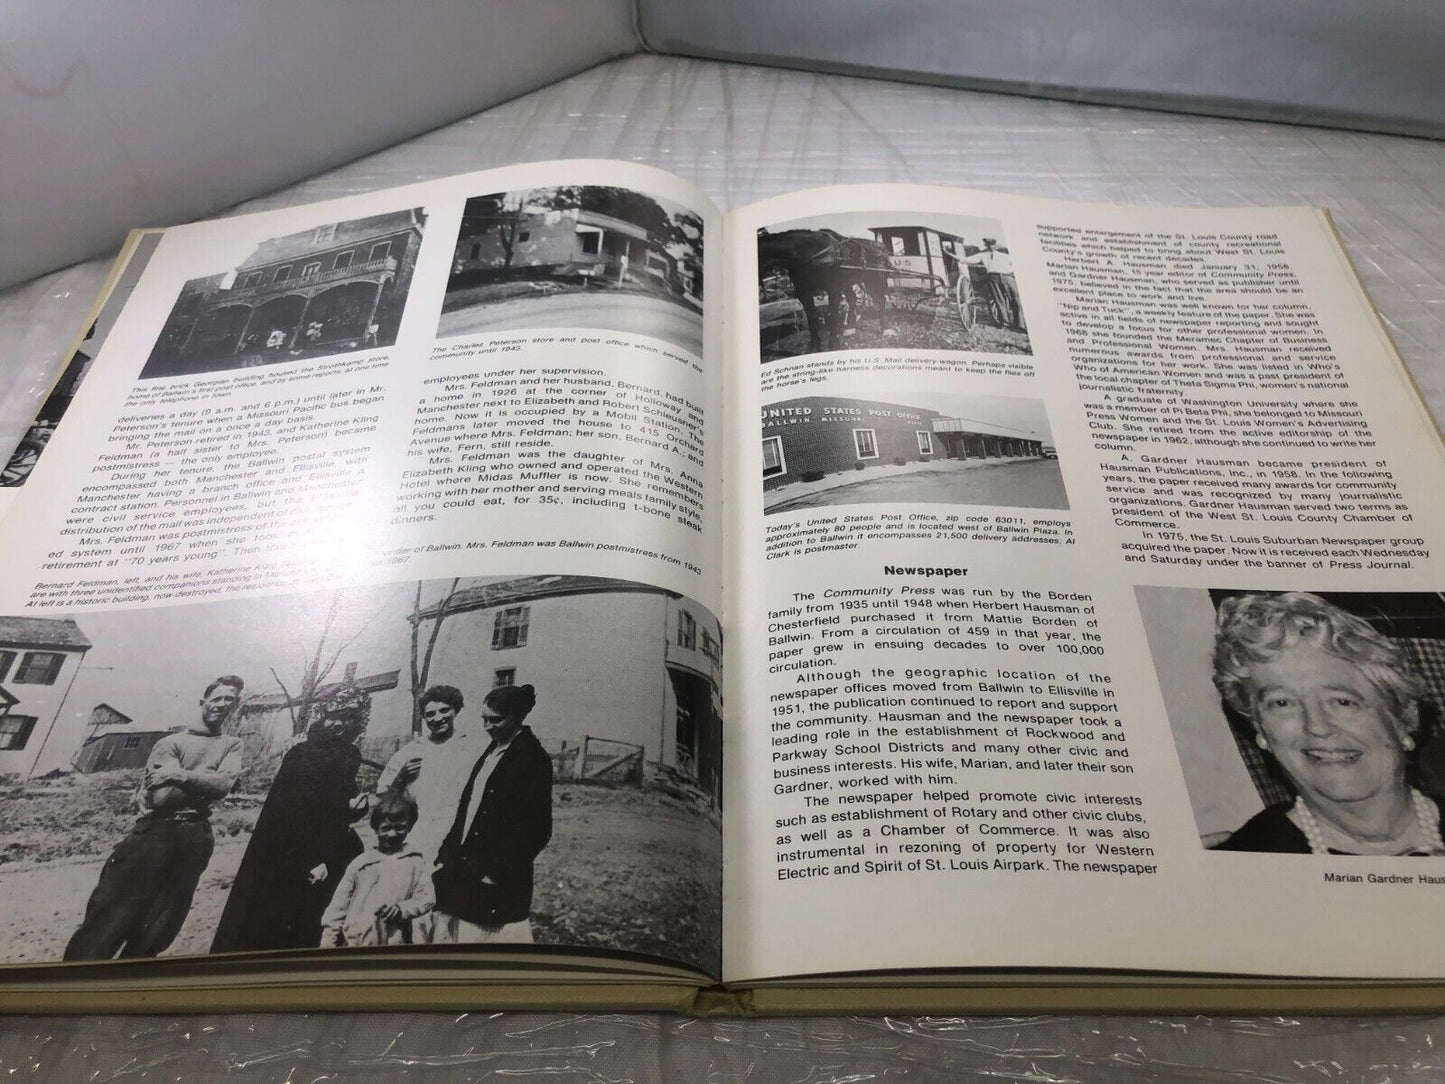 This fine brick Georgian building housed the Strothkamp store,
home of Ballwin's first post office, and by some reports, at one time
the only telephone in town.
deliveries a day (9 a.m. and 6 p.m.) until later in Mr.
Peterson's tenure when a Missouri Pacific bus began
bringing the mail on a once a day basis.
Mr. Peterson retired in 1943, and Katherine Kling
Feldman (a half sister to Mrs. Peterson) became
postmistress — the only employee.
During her tenure, the Ballwin postal system
encompassed both Manchester and Ellisville, with
Manchester having a branch office and Ellisville a
contract station. Personnel in Ballwin and Manchester
were civil service employees, but the Ellisville
distribution of the mail was independent of civil
Mrs. Feldman was postmistress of the
ed system until 1967 when she took
retirement at "70 years young". Then
The Charles Peterson store and post office which served the
community until 1943.
employees under her supervision.
Mrs. Feldman and her husband, Bernard, had built
a home in 1926 at the corner of Holloway and
Manchester next to Elizabeth and Robert Schleusner's
home. Now it is occupied by a Mobil Station. The
Feldmans later moved the house to 415 Orchard
Avenue where Mrs. Feldman; her son, Bernard A.; and
his wife, Fern, still reside.
Mrs. Feldman was the daughter of Mrs. Anna
Elizabeth Kling who owned and operated the Western
Hotel where Midas Muffler is now. She remembers
working with her mother and serving meals family style,
all you could eat, for 35¢, including t-bone steak
dinners.
Bernard Feldman, left, and his wife, Katherine Kling of Ballwin. Mrs. Feldman was Ballwin postmistress from 1943
are with three unidentified companions standing in 1967.
At left is a historic building, now destroyed, the
U.S.
Ed Schnan stands by his U.S. Mail delivery wagon. Perhaps visible
are the string-like harness decorations meant to keep the flies off
the horse's legs.
UNITED STATES POST OFFICE
BALLWIN, MISSOURI
Today's United States Post Office, zip code 63011, employs
approximately 80 people and is located west of Ballwin Plaza. In
addition to Ballwin it encompasses 21,500 delivery addresses. Al
Clark is postmaster.
Newspaper
The Community Press was run by the Borden
family from 1935 until 1948 when Herbert Hausman of
Chesterfield purchased it from Mattie Borden of
Ballwin. From a circulation of 459 in that year, the
paper grew in ensuing decades to over 100,000
circulation.
Although the geographic location of the
newspaper offices moved from Ballwin to Ellisville in
1951, the publication continued to report and support
the community. Hausman and the newspaper took a
leading role in the establishment of Rockwood and
Parkway School Districts and many other civic and
business interests. His wife, Marian, and later their son
Gardner, worked with him.
The newspaper helped promote civic interests
such as establishment of Rotary and other civic clubs,
as well as a Chamber of Commerce. It was also
instrumental in rezoning of property for Western
Electric and Spirit of St. Louis Airpark. The newspaper
supported enlargement of the St. Louis County road
network and establishment of county recreational
facilities which helped to bring about West St. Louis
County's growth of recent decades.
Herbert A. Hausman died January 31, 1958
Marian Hausman, 15 year editor of Community Press,
and Gardner Hausman, who served as publisher until
1975, believed in the fact that the area should be an
excellent place to work and live.
Marian Hausman was well known for her column,
"Nip and Tuck", a weekly feature of the paper. She was
active in all fields of newspaper reporting and sought
to develop a focus for other professional women. In
1968 she founded the Meramec Chapter of Business
and Professional Women. Mrs. Hausman received
numerous awards from professional and service
organizations for her work. She was listed in Who's
Who of American Women and was a past president of
the local chapter of Theta Sigma Phi, women's national
journalistic fraternity.
A graduate of Washington University where she
was a member of Pi Beta Phi, she belonged to Missouri
Press Women and the St. Louis Women's Advertising
Club. She retired from the active editorship of the
newspaper in 1962, although she continued to write her
column.
A. Gardner Hausman became president of
Hausman Publications, Inc., in 1958. In the following
years, the paper received many awards for community
service and was recognized by many journalistic
organizations. Gardner Hausman served two terms as
president of the West St. Louis County Chamber of
Commerce.
In 1975, the St. Louis Suburban Newspaper group
acquired the paper. Now it is received each Wednesday
and Saturday under the banner of Press Journal.
Marian Gardner Haus